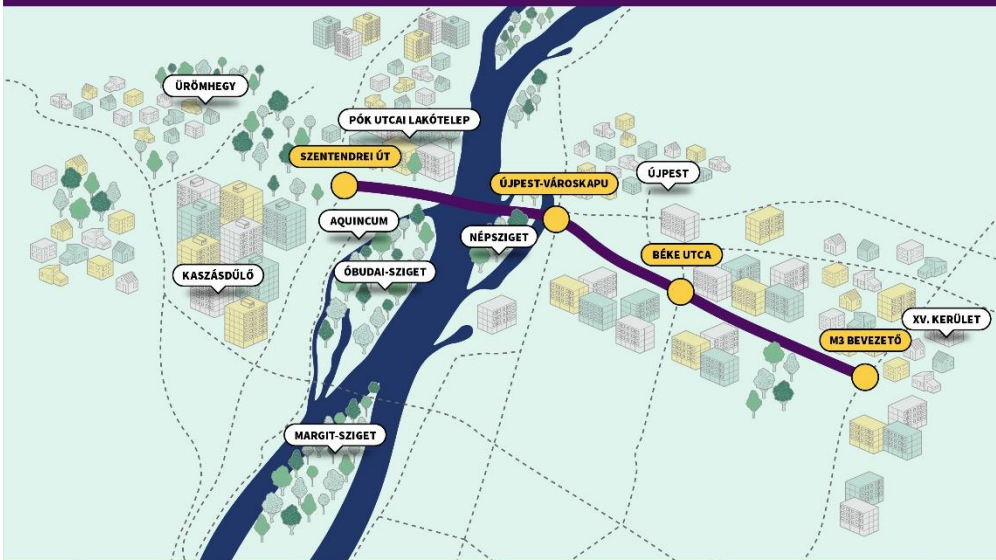 ÜRÖMHEGY
PÓK UTCAI LAKÓTELEP
SZENTENDREI ÚT
ÚJPEST
ÚJPEST-VÁROSKAPU
AQUINCUM
NÉPSZIGET
BÉKE UTCA
KASZÁSDŰLŐ
ÓBUDAI-SZIGET
XV. KERÜLET
M3 BEVEZETŐ
MARGIT-SZIGET